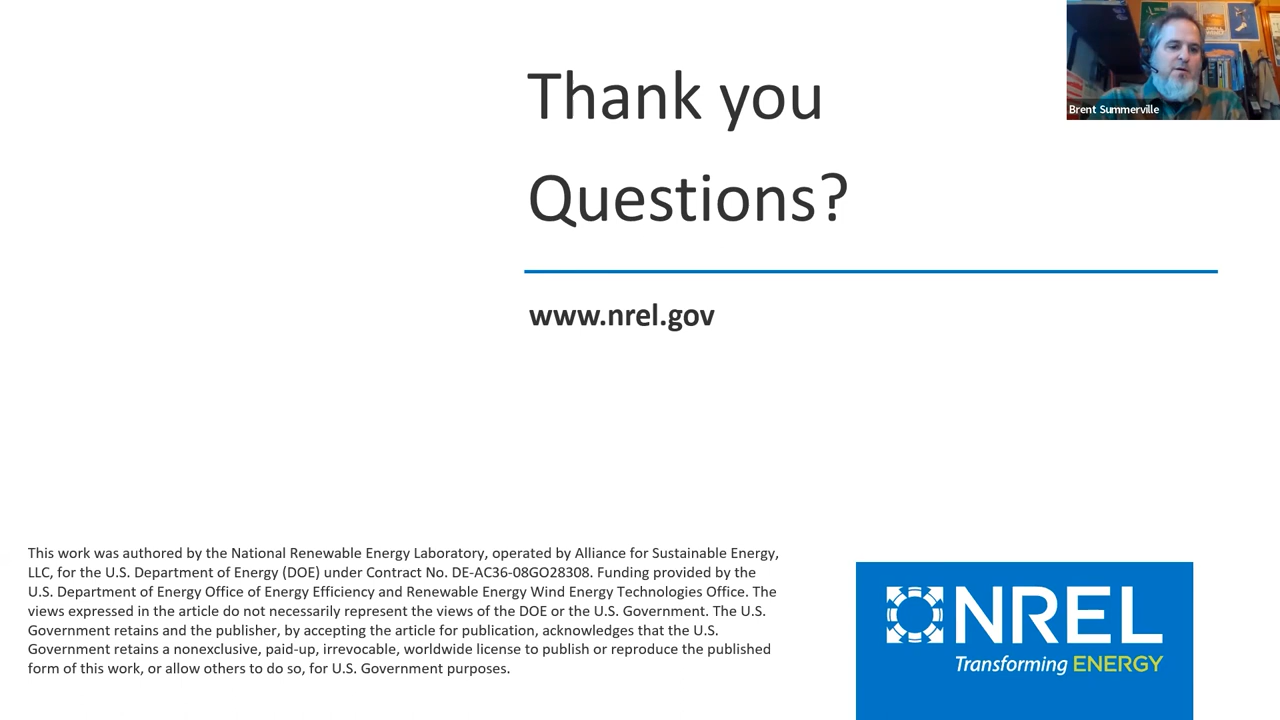 Thank you
Questions?
www.nrel.gov
Brent Summerville
This work was authored by the National Renewable Energy Laboratory, operated by Alliance for Sustainable Energy,
LLC, for the U.S. Department of Energy (DOE) under Contract No. DE-AC36-08GO28308. Funding provided by the
U.S. Department of Energy Office of Energy Efficiency and Renewable Energy Wind Energy Technologies Office. The
views expressed in the article do not necessarily represent the views of the DOE or the U.S. Government. The U.S.
Government retains and the publisher, by accepting the article for publication, acknowledges that the U.S.
Government retains a nonexclusive, paid-up, irrevocable, worldwide license to publish or reproduce the published
form of this work, or allow others to do so, for U.S. Government purposes.
NREL
Transforming ENERGY